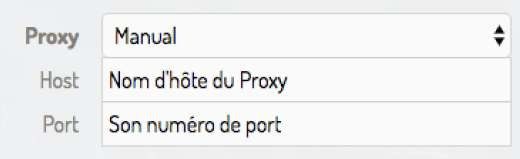 Proxy Manual
Host Nom d'hôte du Proxy
Port Son numéro de port